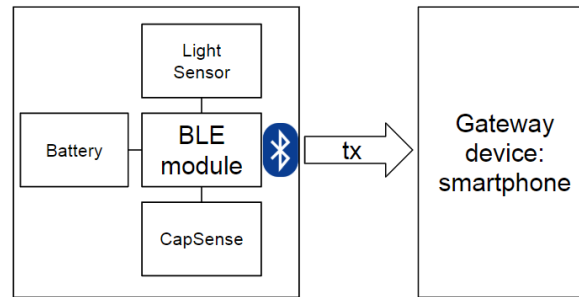 Light
Sensor
Battery
BLE
module
CapSense
tx
Gateway
device:
smartphone